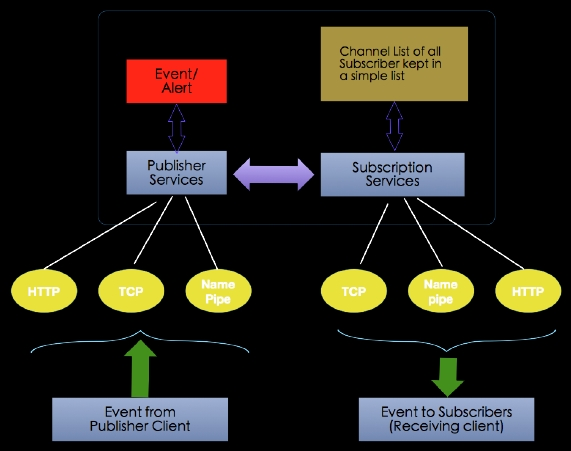 Event/
Alert
Channel List of all
Subscriber kept in
a simple list
Publisher
Services
Subscription
Services
HTTP
TCP
Name
Pipe
TCP
Name
pipe
HTTP
Event from
Publisher Client
Event to Subscribers
(Receiving client)